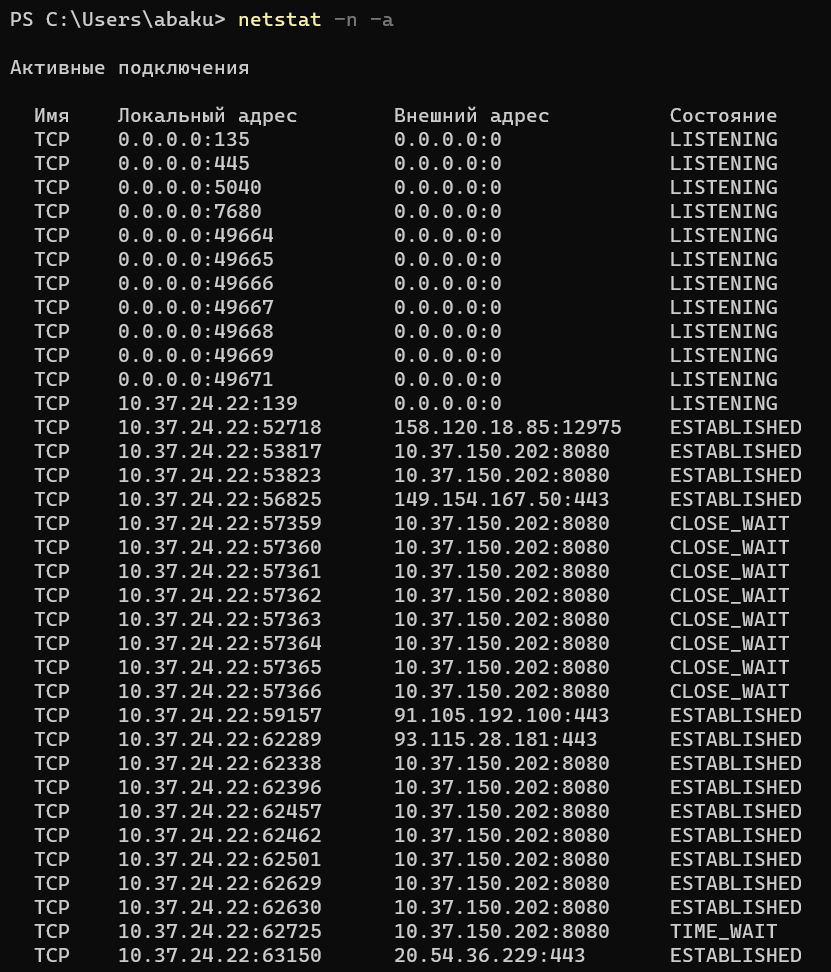 PS C:\Users\abaku> netstat -n -a
Активные подключения
Имя Локальный адрес Внешний адрес Состояние
TCP 0.0.0.0:135 0.0.0.0:0 LISTENING
TCP 0.0.0.0:445 0.0.0.0:0 LISTENING
TCP 0.0.0.0:5040 0.0.0.0:0 LISTENING
TCP 0.0.0.0:7680 0.0.0.0:0 LISTENING
TCP 0.0.0.0:49664 0.0.0.0:0 LISTENING
TCP 0.0.0.0:49665 0.0.0.0:0 LISTENING
TCP 0.0.0.0:49666 0.0.0.0:0 LISTENING
TCP 0.0.0.0:49667 0.0.0.0:0 LISTENING
TCP 0.0.0.0:49668 0.0.0.0:0 LISTENING
TCP 0.0.0.0:49669 0.0.0.0:0 LISTENING
TCP 0.0.0.0:49671 0.0.0.0:0 LISTENING
TCP 10.37.24.22:139 0.0.0.0:0 LISTENING
TCP 10.37.24.22:52718 158.120.18.85:12975 ESTABLISHED
TCP 10.37.24.22:53817 10.37.150.202:8080 ESTABLISHED
TCP 10.37.24.22:53823 10.37.150.202:8080 ESTABLISHED
TCP 10.37.24.22:56825 149.154.167.50:443 ESTABLISHED
TCP 10.37.24.22:57359 10.37.150.202:8080 CLOSE_WAIT
TCP 10.37.24.22:57360 10.37.150.202:8080 CLOSE_WAIT
TCP 10.37.24.22:57361 10.37.150.202:8080 CLOSE_WAIT
TCP 10.37.24.22:57362 10.37.150.202:8080 CLOSE_WAIT
TCP 10.37.24.22:57363 10.37.150.202:8080 CLOSE_WAIT
TCP 10.37.24.22:57364 10.37.150.202:8080 CLOSE_WAIT
TCP 10.37.24.22:57365 10.37.150.202:8080 CLOSE_WAIT
TCP 10.37.24.22:57366 10.37.150.202:8080 CLOSE_WAIT
TCP 10.37.24.22:59157 91.105.192.100:443 ESTABLISHED
TCP 10.37.24.22:62289 93.115.28.181:443 ESTABLISHED
TCP 10.37.24.22:62338 10.37.150.202:8080 ESTABLISHED
TCP 10.37.24.22:62396 10.37.150.202:8080 ESTABLISHED
TCP 10.37.24.22:62457 10.37.150.202:8080 ESTABLISHED
TCP 10.37.24.22:62462 10.37.150.202:8080 ESTABLISHED
TCP 10.37.24.22:62501 10.37.150.202:8080 ESTABLISHED
TCP 10.37.24.22:62629 10.37.150.202:8080 ESTABLISHED
TCP 10.37.24.22:62630 10.37.150.202:8080 ESTABLISHED
TCP 10.37.24.22:62725 10.37.150.202:8080 TIME_WAIT
TCP 10.37.24.22:63150 20.54.36.229:443 ESTABLISHED